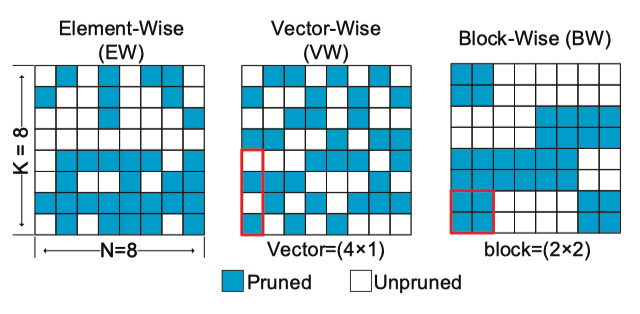 Element-Wise
(EW)
Vector-Wise
(VW)
Block-Wise (BW)
K = 8
N=8
Vector=(4×1)
block=(2×2)
Pruned
Unpruned